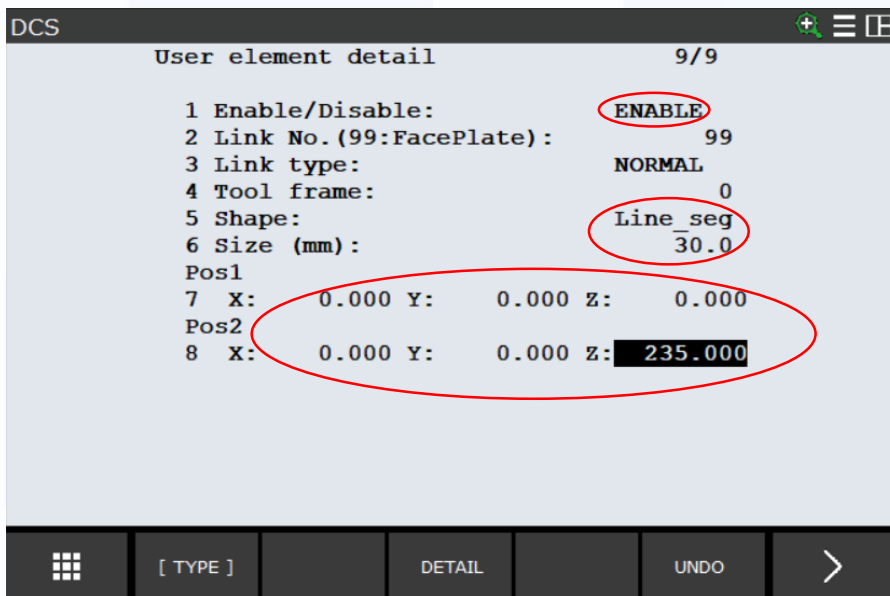 DCS
User element detail 9/9
1 Enable/Disable: ENABLE
2 Link No.(99:FacePlate): 99
3 Link type: NORMAL
4 Tool frame: 0
5 Shape: Line_seg
6 Size (mm): 30.0
Pos1
7 X: 0.000 Y: 0.000 Z: 0.000
Pos2
8 X: 0.000 Y: 0.000 Z: 235.000
[ TYPE ] DETAIL UNDO >